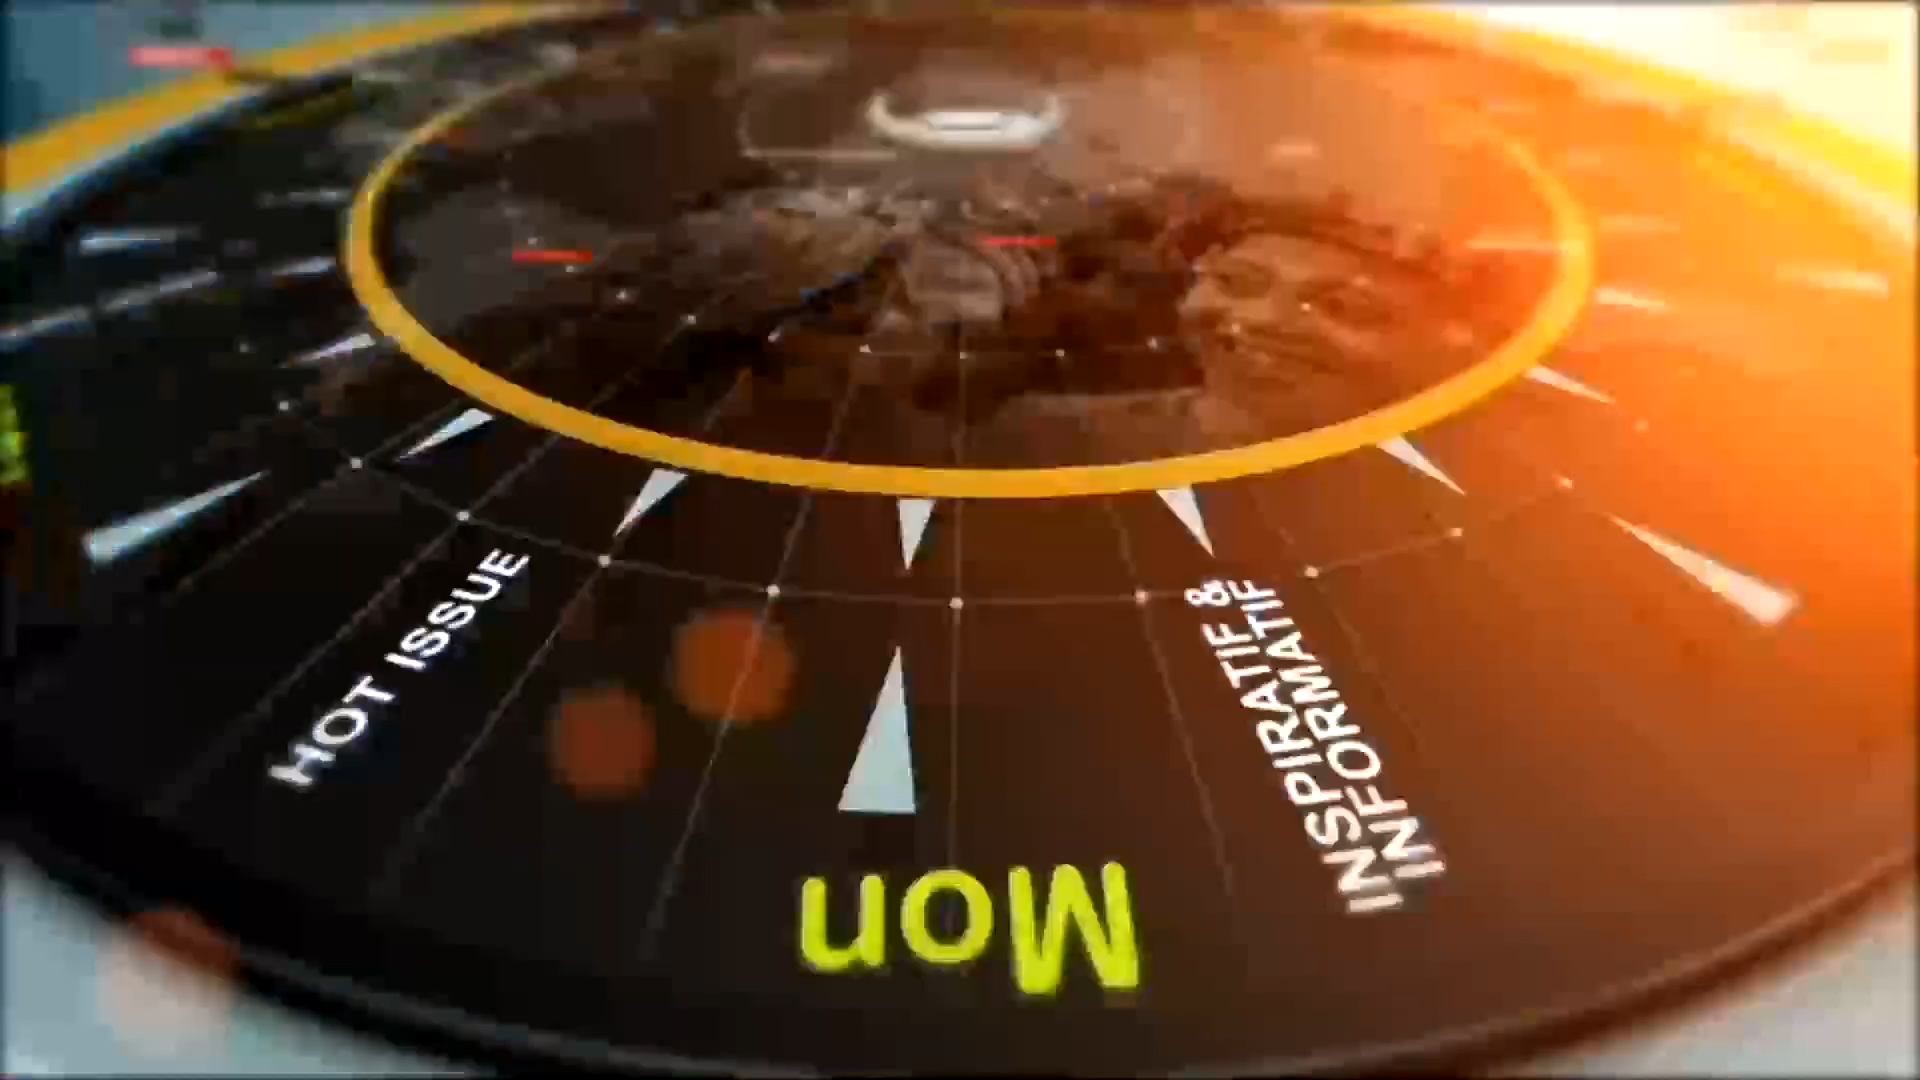 HOT ISSUE
INSPIRATIF &
INFORMATIF
Mon